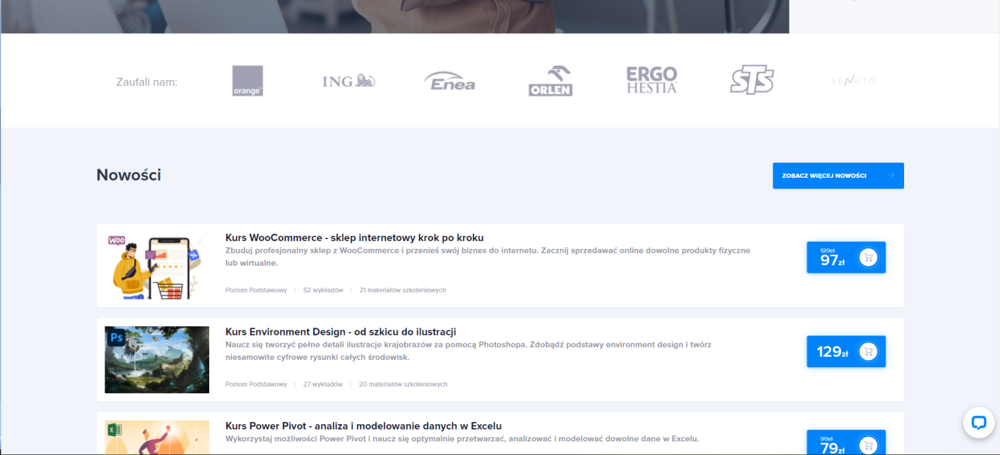 Zaufali nam:
orange™
ING
Enea
ORLEN
ERGO
HESTIA
STS
SENUTO
Nowości
ZOBACZ WIĘCEJ NOWOŚCI
WOO
Kurs WooCommerce - sklep internetowy krok po kroku
Zbuduj profesjonalny sklep z WooCommerce i przenieś swój biznes do internetu. Zacznij sprzedawać online dowolne produkty fizyczne
lub wirtualne.
Poziom Podstawowy | 52 wykładów | 21 materiałów szkoleniowych
129zł
97zł
Ps
Kurs Environment Design - od szkicu do ilustracji
Naucz się tworzyć pełne detali ilustracje krajobrazów za pomocą Photoshopa. Zdobądź podstawy environment design i twórz
niesamowite cyfrowe rysunki całych środowisk.
Poziom Podstawowy | 27 wykładów | 20 materiałów szkoleniowych
129zł
Kurs Power Pivot - analiza i modelowanie danych w Excelu
Wykorzystaj możliwości Power Pivot i naucz się optymalnie przetwarzać, analizować i modelować dowolne dane w Excelu.
99zł
79zł